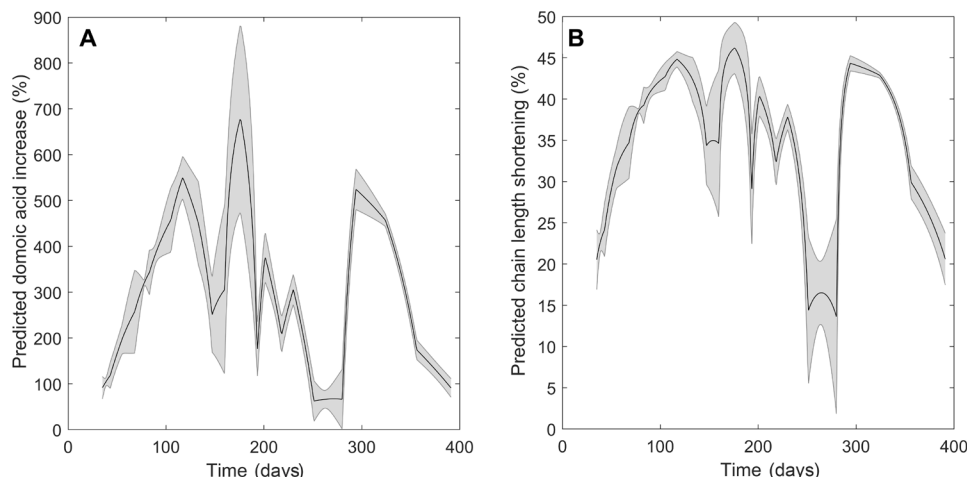 A
Predicted domoic acid increase (%)
900
800
700
600
500
400
300
200
100
0
0 100 200 300 400
Time (days)
B
Predicted chain length shortening (%)
50
45
40
35
30
25
20
15
10
5
0
0 100 200 300 400
Time (days)